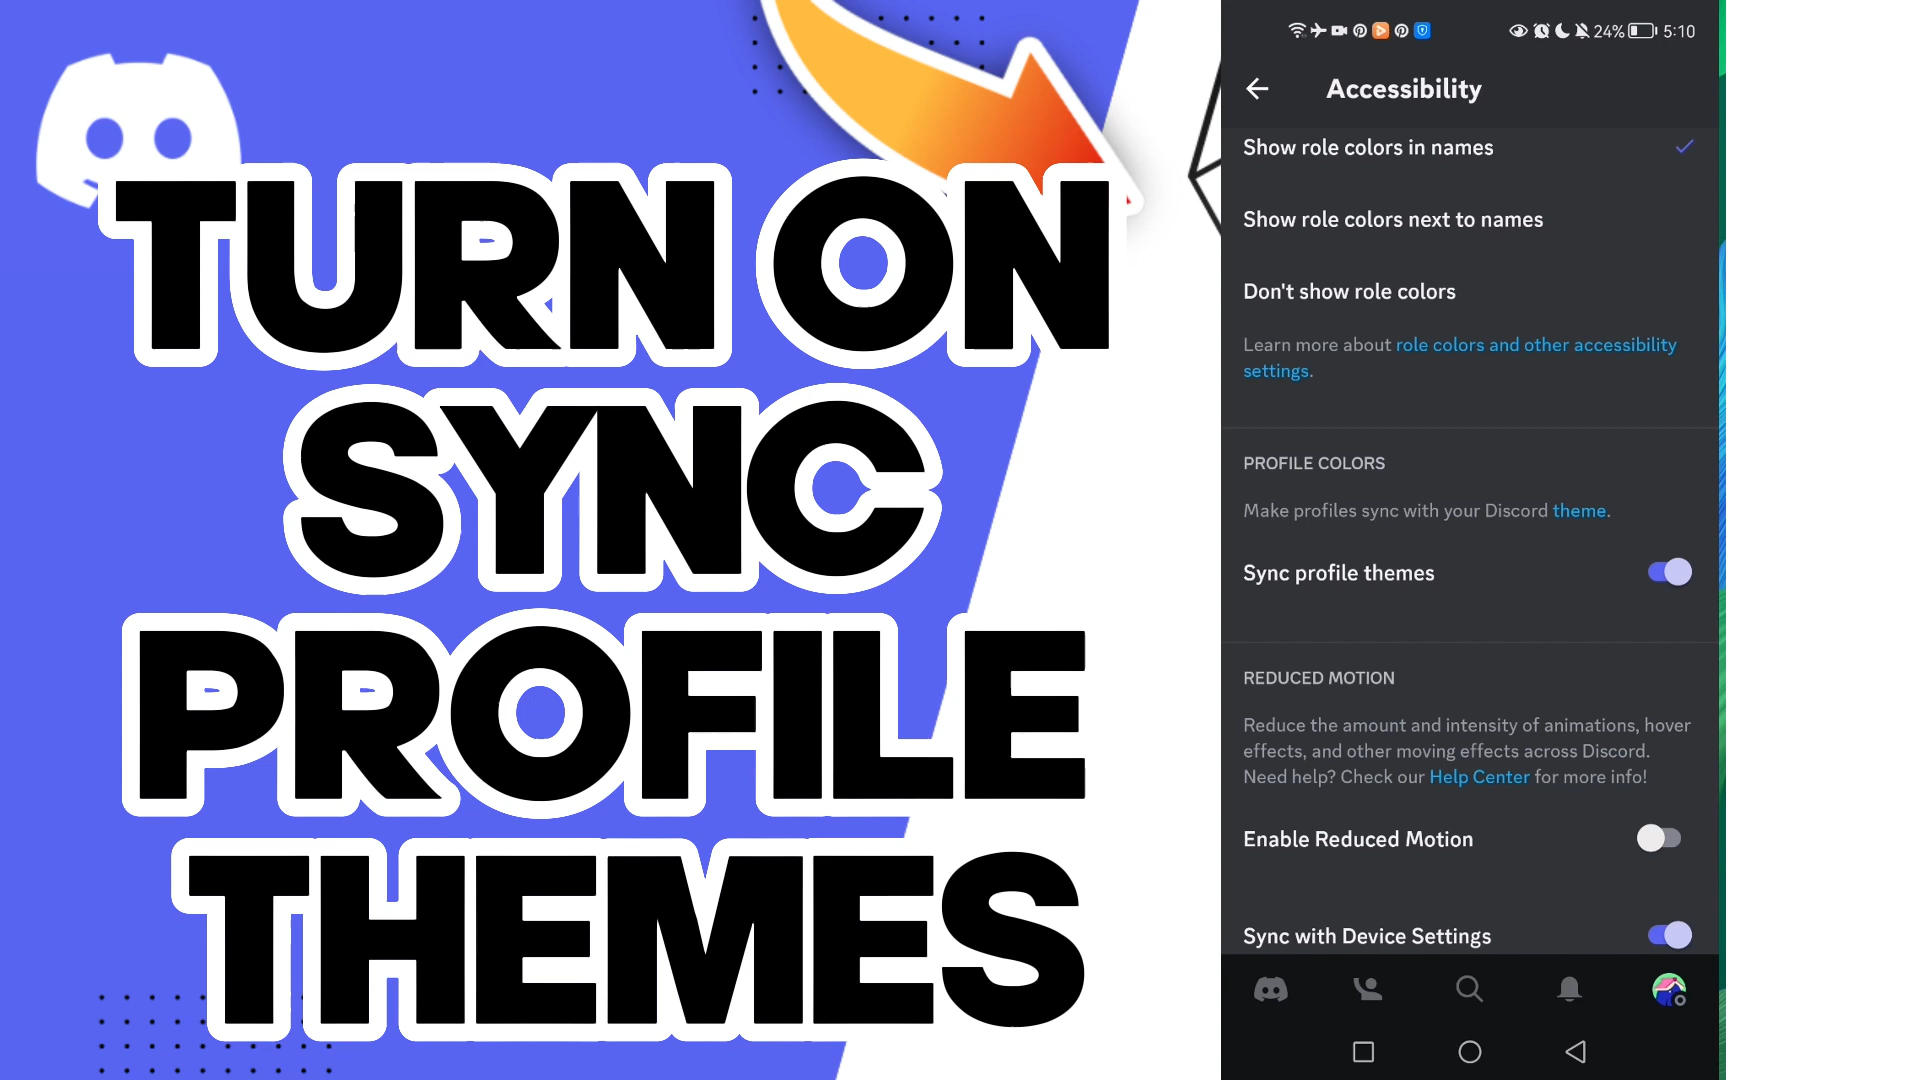 TURN ON
SYNC
PROFILE
THEMES
24% 5:10
Accessibility
Show role colors in names
Show role colors next to names
Don't show role colors
Learn more about role colors and other accessibility
settings.
PROFILE COLORS
Make profiles sync with your Discord theme.
Sync profile themes
REDUCED MOTION
Reduce the amount and intensity of animations, hover
effects, and other moving effects across Discord.
Need help? Check our Help Center for more info!
Enable Reduced Motion
Sync with Device Settings